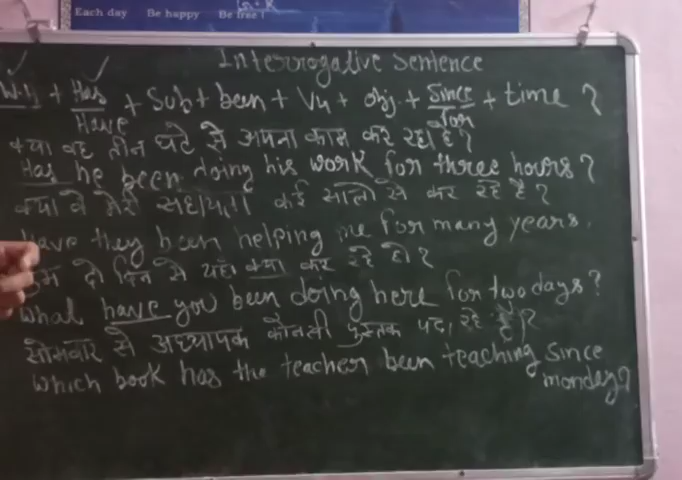 Each day Be happy Be free !
Interrogative sentence
Wh + Has + Sub + been + V4 + obj. + Since + time ?
Have for
क्या वह तीन घंटे से अपना काम कर रहा है?
Has he been doing his work for three hours?
क्या वे मेरी सहायता कई सालो से कर रहे है?
Have they been helping me for many years.
तुम दो दिन से यहाँ क्या कर रहे हो?
What have you been doing here for two days?
सोमवार से अध्यापक कौनसी पुस्तक पढ़ा रहे है?
Which book has the teacher been teaching since
monday?